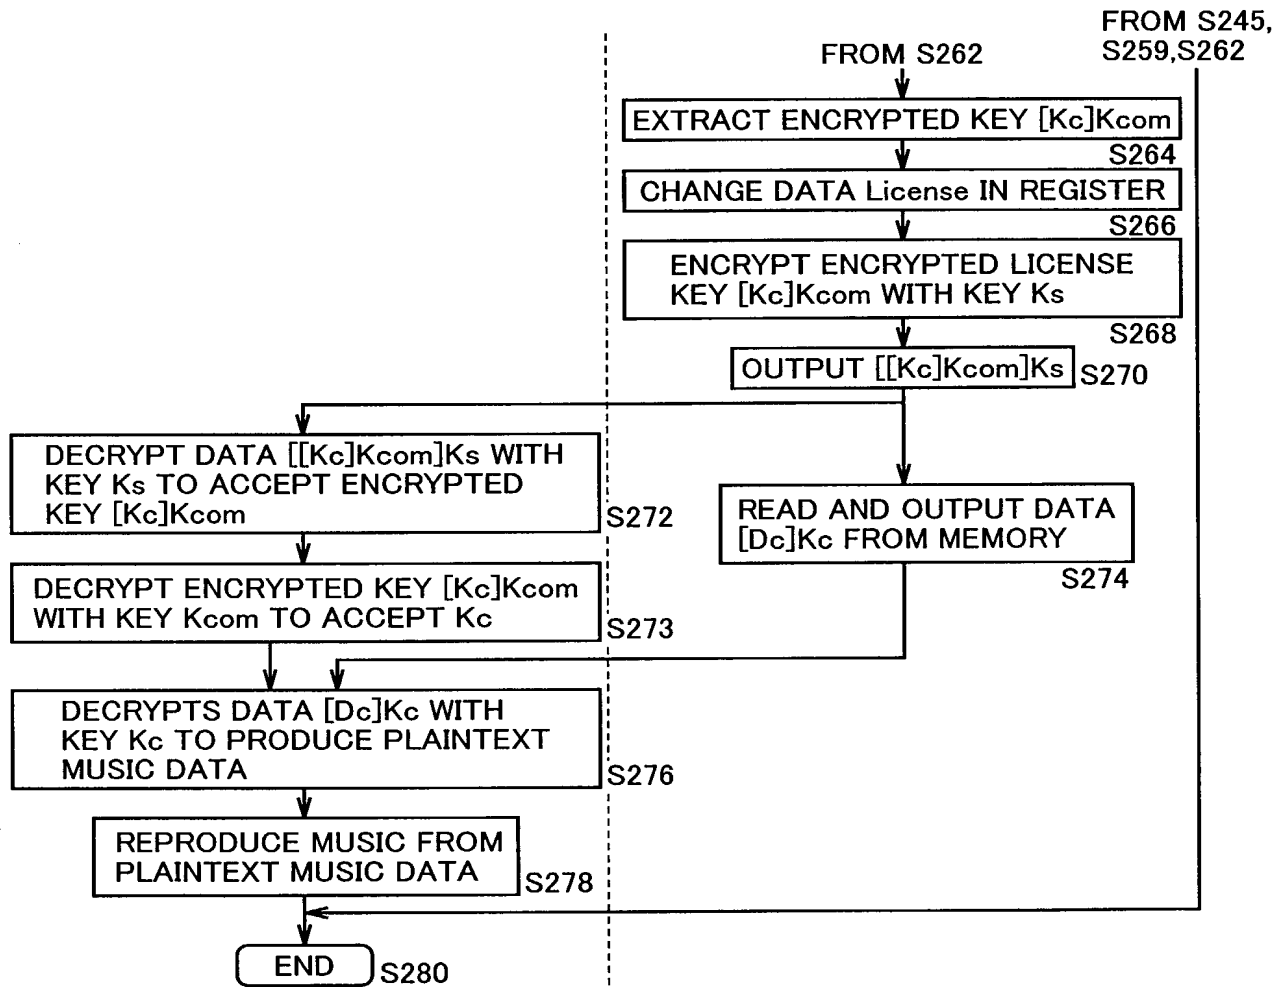 FROM S245,
S259,S262
FROM S262
EXTRACT ENCRYPTED KEY [Kc]Kcom
S264
CHANGE DATA License IN REGISTER
S266
ENCRYPT ENCRYPTED LICENSE
KEY [Kc]Kcom WITH KEY Ks
S268
OUTPUT [[Kc]Kcom]Ks
S270
DECRYPT DATA [[Kc]Kcom]Ks WITH
KEY Ks TO ACCEPT ENCRYPTED
KEY [Kc]Kcom
S272
READ AND OUTPUT DATA
[Dc]Kc FROM MEMORY
S274
DECRYPT ENCRYPTED KEY [Kc]Kcom
WITH KEY Kcom TO ACCEPT Kc
S273
DECRYPTS DATA [Dc]Kc WITH
KEY Kc TO PRODUCE PLAINTEXT
MUSIC DATA
S276
REPRODUCE MUSIC FROM
PLAINTEXT MUSIC DATA
S278
END
S280